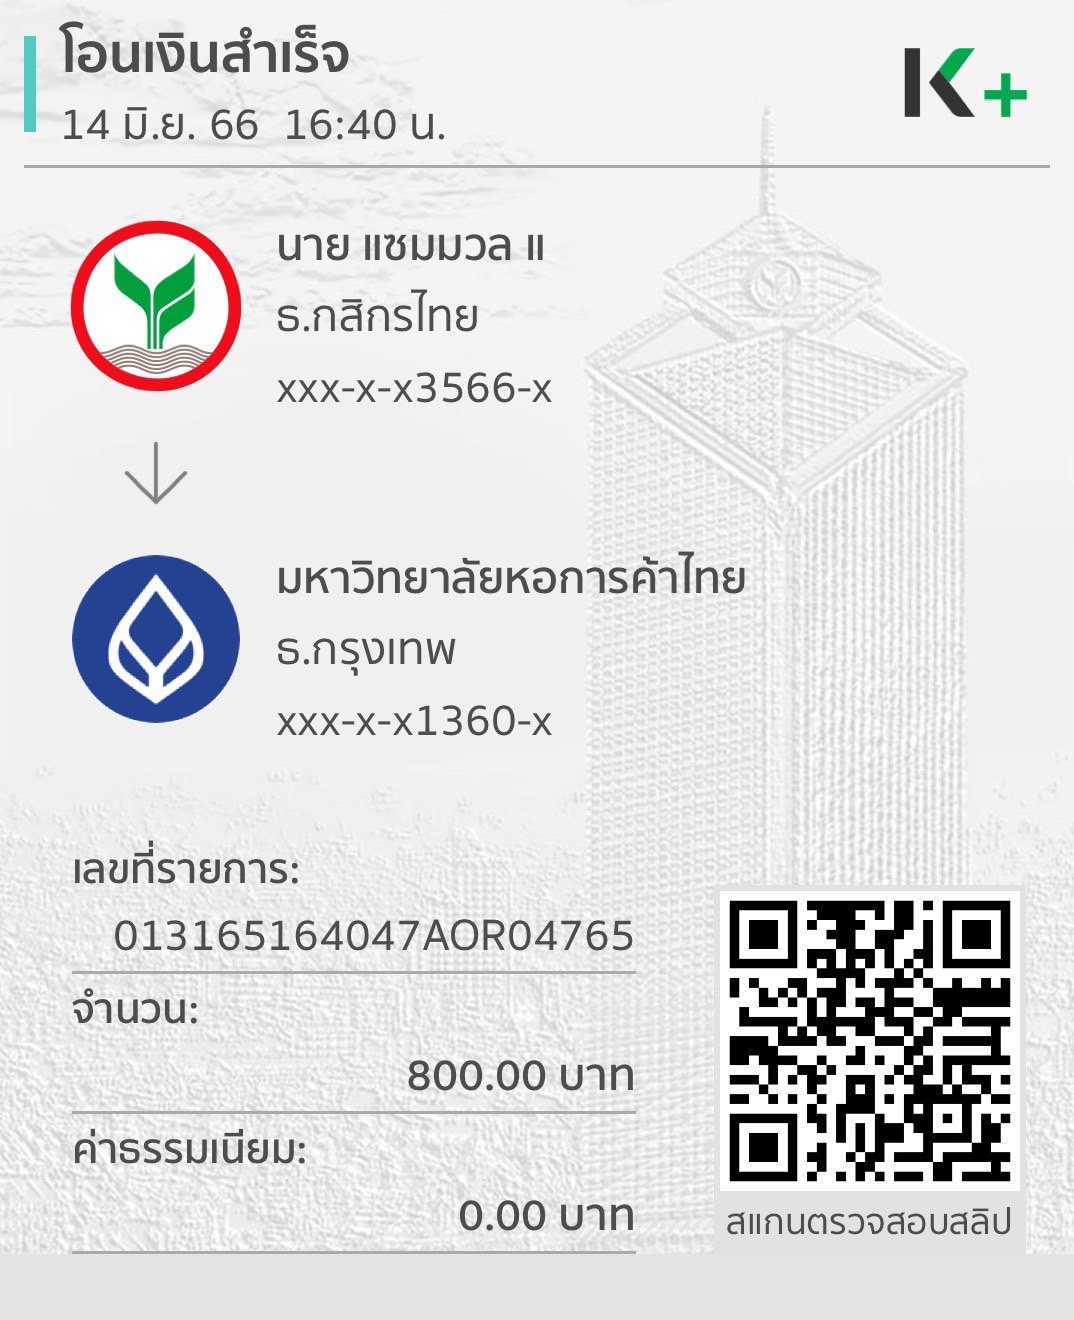 โอนเงินสำเร็จ
14 มิ.ย. 66 16:40 น.
K+
นาย แซมมวล แ
ธ.กสิกรไทย
xxx-x-x3566-x
มหาวิทยาลัยหอการค้าไทย
ธ.กรุงเทพ
xxx-x-x1360-x
เลขที่รายการ:
013165164047AOR04765
จำนวน:
800.00 บาท
ค่าธรรมเนียม:
0.00 บาท
สแกนตรวจสอบสลิป